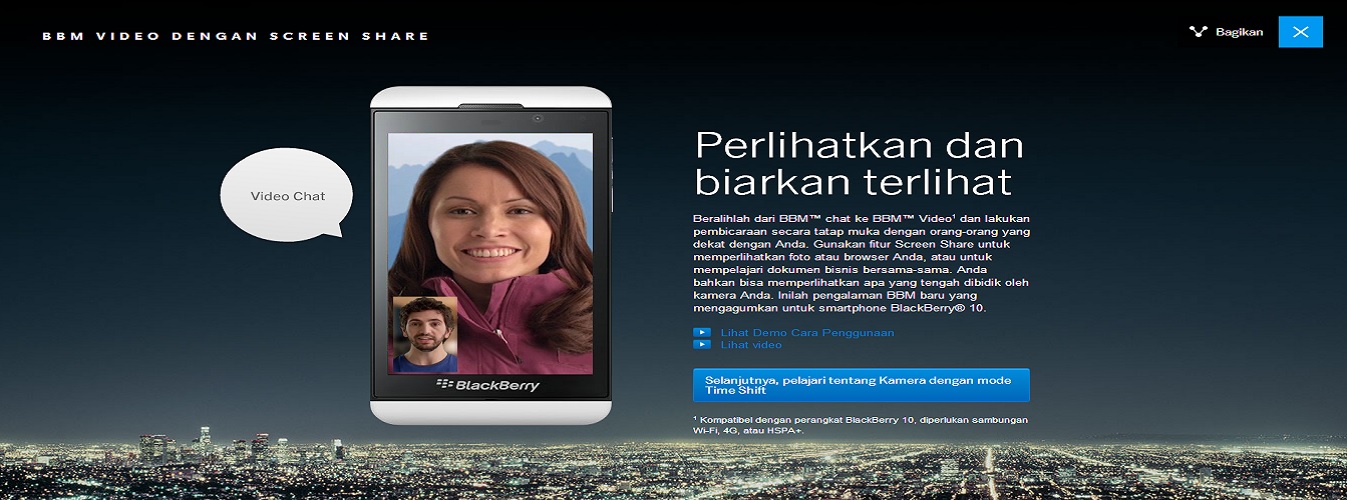 BBM VIDEO DENGAN SCREEN SHARE
Bagikan
Video Chat
BlackBerry
Perlihatkan dan
biarkan terlihat
Beralihlah dari BBM™ chat ke BBM™ Video¹ dan lakukan
pembicaraan secara tatap muka dengan orang-orang yang
dekat dengan Anda. Gunakan fitur Screen Share untuk
memperlihatkan foto atau browser Anda, atau untuk
mempelajari dokumen bisnis bersama-sama. Anda
bahkan bisa memperlihatkan apa yang tengah dibidik oleh
kamera Anda. Inilah pengalaman BBM baru yang
mengagumkan untuk smartphone BlackBerry® 10.
Lihat Demo Cara Penggunaan
Lihat video
Selanjutnya, pelajari tentang Kamera dengan mode
Time Shift
¹ Kompatibel dengan perangkat BlackBerry 10, diperlukan sambungan
Wi-Fi, 4G, atau HSPA+.